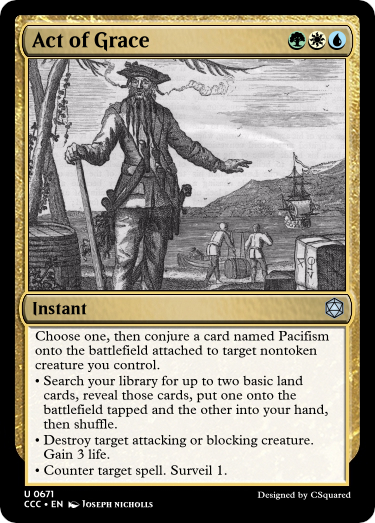 Act of Grace
Instant
Choose one, then conjure a card named Pacifism
onto the battlefield attached to target nontoken
creature you control.
• Search your library for up to two basic land
cards, reveal those cards, put one onto the
battlefield tapped and the other into your hand,
then shuffle.
• Destroy target attacking or blocking creature.
Gain 3 life.
• Counter target spell. Surveil 1.
U 0671
CCC • EN Joseph Nicholls
Designed by CSquared